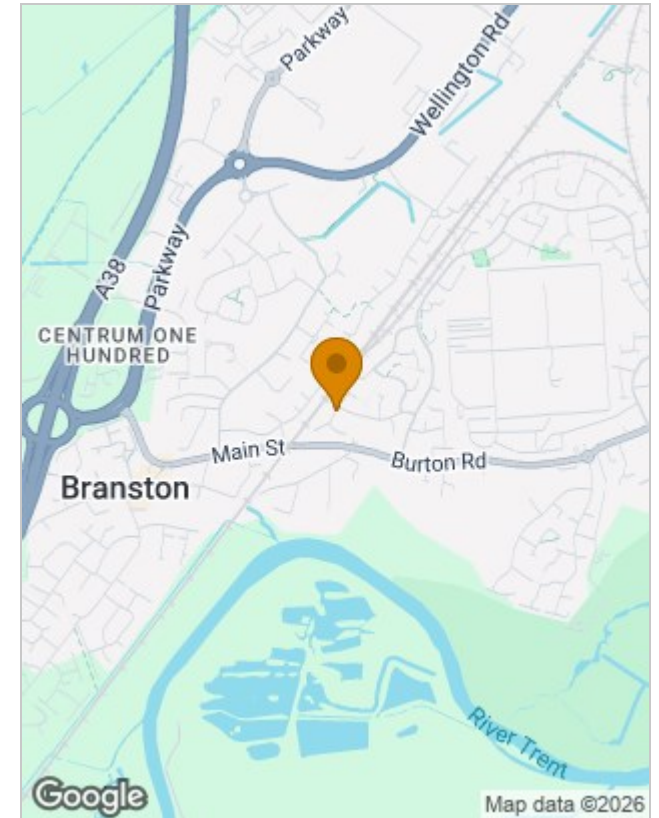 Parkway
Wellington Rd
Parkway
A38
CENTRUM ONE
HUNDRED
Main St
Burton Rd
Branston
River Trent
Google
Map data ©2026